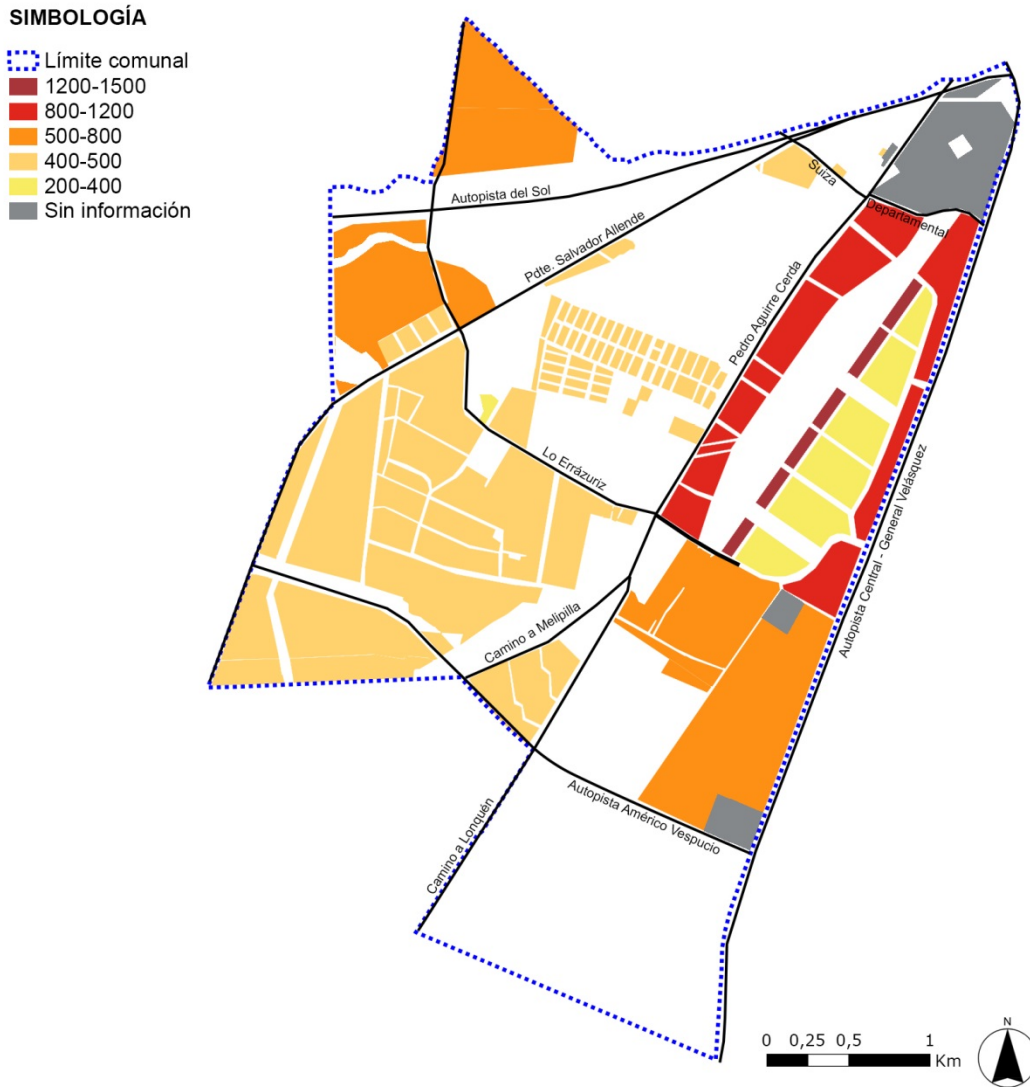 SIMBOLOGÍA
Límite comunal
1200-1500
800-1200
500-800
400-500
200-400
Sin información
Autopista del Sol
Suiza
Departamental
Pdte. Salvador Allende
Pedro Aguirre Cerda
Lo Errázuriz
Autopista Central - General Velásquez
Camino a Melipilla
Autopista Américo Vespucio
Camino a Lonquén
N
0 0,25 0,5 1
Km